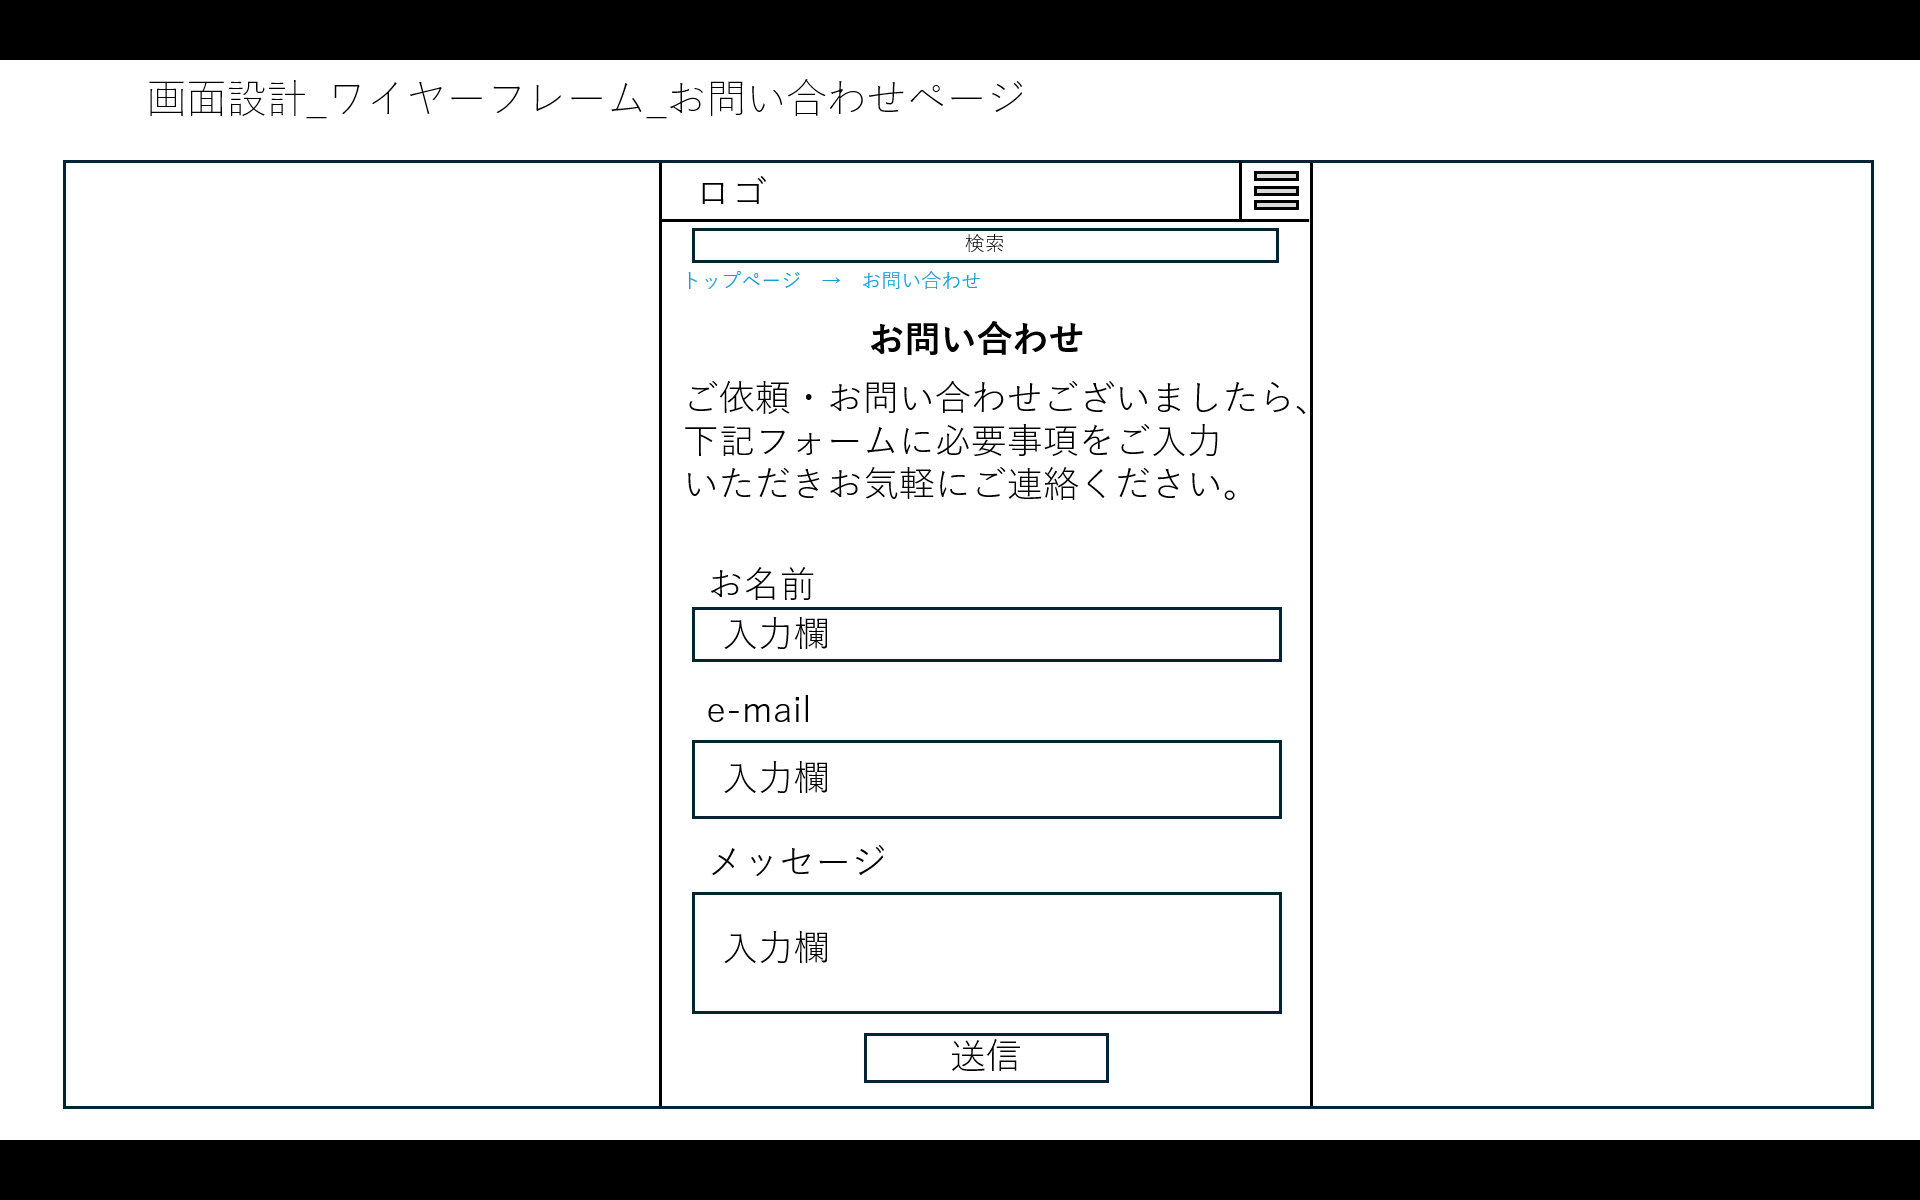 画面設計_ワイヤーフレーム_お問い合わせページ
ロゴ
検索
トップページ　→　お問い合わせ
お問い合わせ
ご依頼・お問い合わせございましたら、
下記フォームに必要事項をご入力
いただきお気軽にご連絡ください。
お名前
入力欄
e-mail
入力欄
メッセージ
入力欄
送信